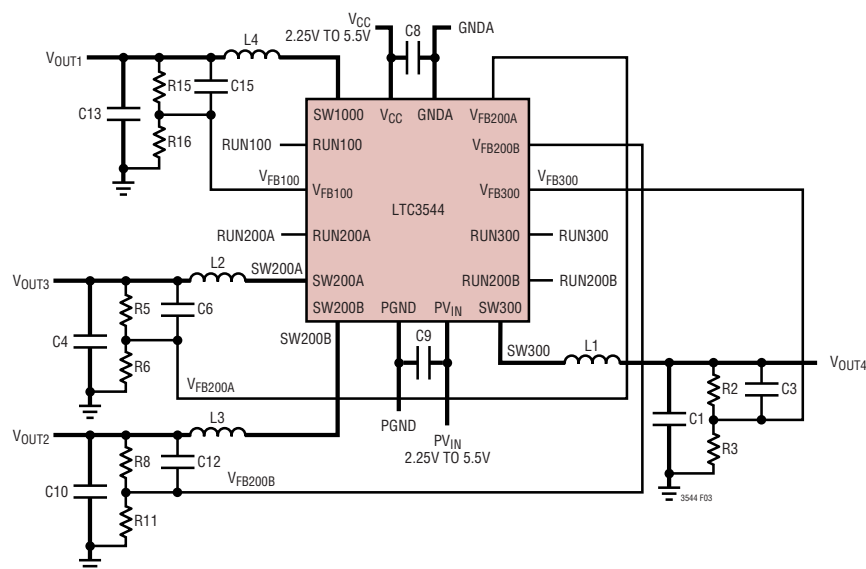 VCC
2.25V TO 5.5V
C8
GNDA
L4
VOUT1
R15
C15
C13
R16
SW1000
VCC
GNDA
VFB200A
RUN100
RUN100
VFB200B
VFB100
VFB100
VFB300
VFB300
LTC3544
RUN200A
RUN200A
RUN300
RUN300
L2
SW200A
VOUT3
SW200A
RUN200B
RUN200B
R5
C6
SW200B
PGND
PVIN
SW300
C4
SW200B
C9
R6
SW300
L1
VOUT4
VFB200A
R2
C3
L3
PGND
C1
VOUT2
PVIN
2.25V TO 5.5V
R3
R8
C12
VFB200B
C10
R11
3544 F03